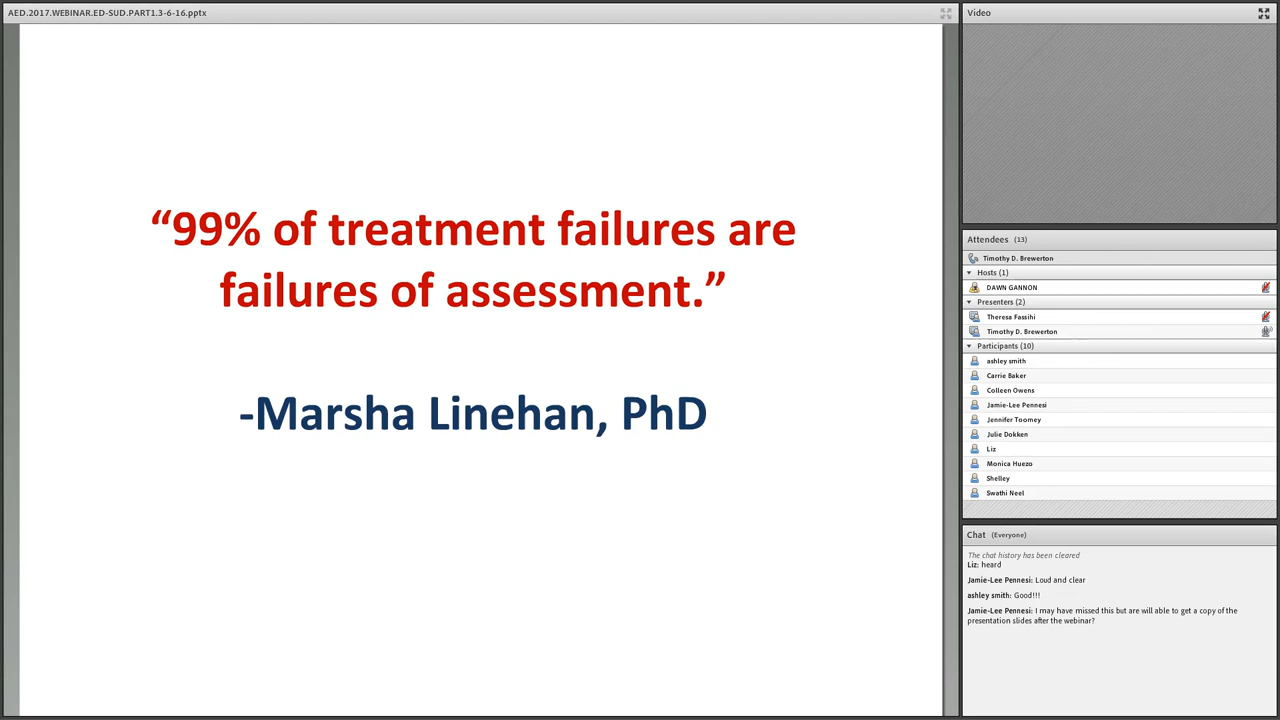 AED.2017.WEBINAR.ED-SUD.PART1.3-6-16.pptx
“99% of treatment failures are
failures of assessment.”
-Marsha Linehan, PhD
Video
Attendees (13)
Timothy D. Brewerton
Hosts (1)
DAWN GANNON
Presenters (2)
Theresa Fassihi
Timothy D. Brewerton
Participants (10)
ashley smith
Carrie Baker
Colleen Owens
Jamie-Lee Pennesi
Jennifer Toomey
Julie Dokken
Liz
Monica Huezo
Shelley
Swathi Neel
Chat (Everyone)
The chat history has been cleared
Liz: heard
Jamie-Lee Pennesi: Loud and clear
ashley smith: Good!!!
Jamie-Lee Pennesi: I may have missed this but are will able to get a copy of the
presentation slides after the webinar?